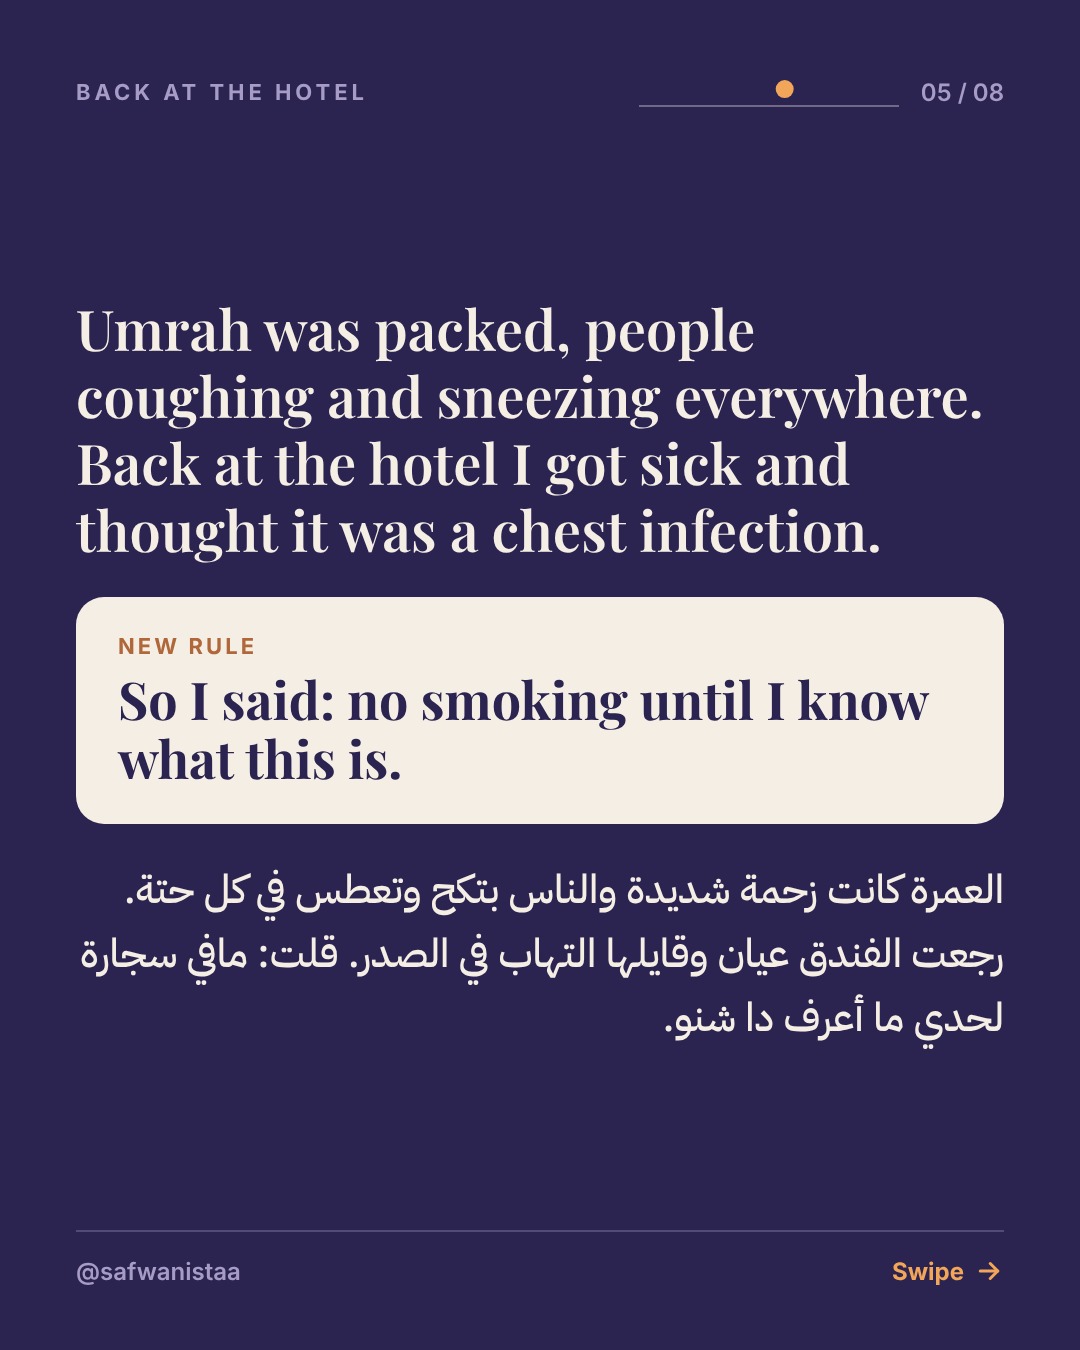 BACK AT THE HOTEL
05 / 08
Umrah was packed, people
coughing and sneezing everywhere.
Back at the hotel I got sick and
thought it was a chest infection.
NEW RULE
So I said: no smoking until I know
what this is.
العمرة كانت زحمة شديدة والناس بتكح وتعطس في كل حتة.
رجعت الفندق عيان وقايلها التهاب في الصدر. قلت: مافي سجارة
لحدي ما أعرف دا شنو.
@safwanistaa
Swipe →